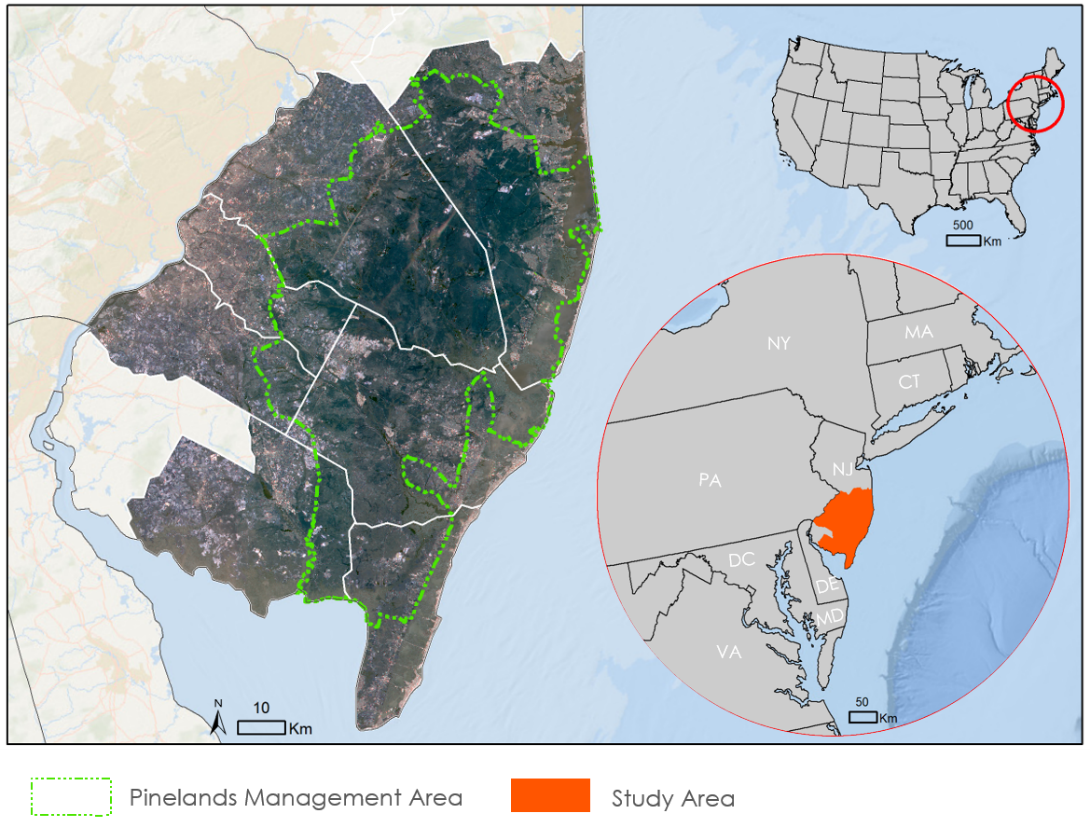 500
Km
NY
MA
CT
PA
NJ
DC
DE
MD
VA
N
10
Km
50
Km
Pinelands Management Area
Study Area